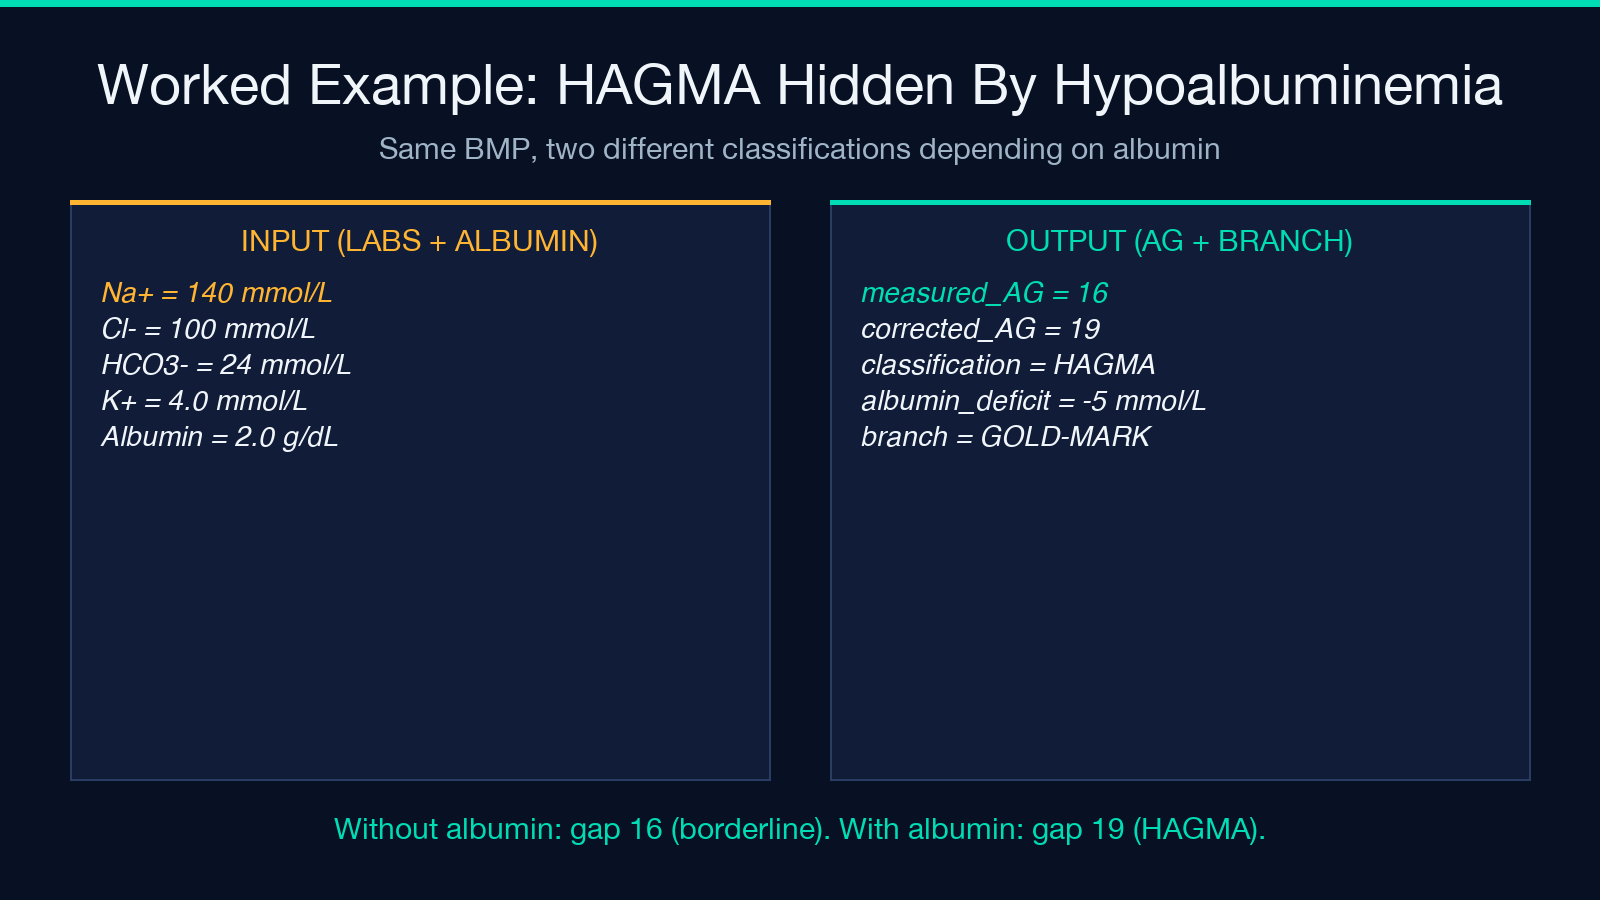 Worked Example: HAGMA Hidden By Hypoalbuminemia
Same BMP, two different classifications depending on albumin
INPUT (LABS + ALBUMIN)
Na+ = 140 mmol/L
Cl- = 100 mmol/L
HCO3- = 24 mmol/L
K+ = 4.0 mmol/L
Albumin = 2.0 g/dL
OUTPUT (AG + BRANCH)
measured_AG = 16
corrected_AG = 19
classification = HAGMA
albumin_deficit = -5 mmol/L
branch = GOLD-MARK
Without albumin: gap 16 (borderline). With albumin: gap 19 (HAGMA).